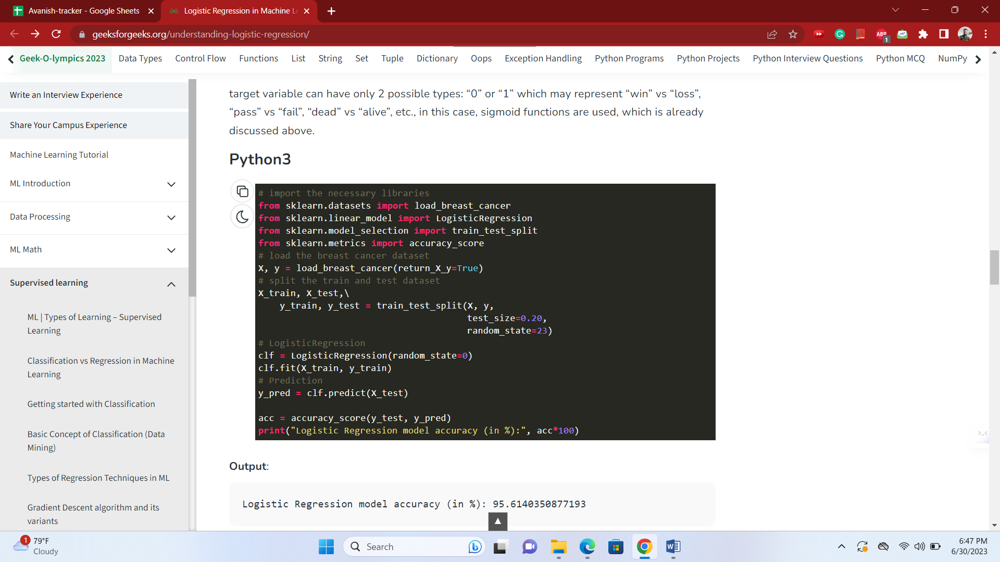 Avanish-tracker - Google Sheets
Logistic Regression in Machine Le
geeksforgeeks.org/understanding-logistic-regression/
ABP
1
Geek-O-lympics 2023 Data Types Control Flow Functions List String Set Tuple Dictionary Oops Exception Handling Python Programs Python Projects Python Interview Questions Python MCQ NumPy
Write an Interview Experience
Share Your Campus Experience
Machine Learning Tutorial
ML Introduction
Data Processing
ML Math
Supervised learning
ML | Types of Learning – Supervised
Learning
Classification vs Regression in Machine
Learning
Getting started with Classification
Basic Concept of Classification (Data
Mining)
Types of Regression Techniques in ML
Gradient Descent algorithm and its
variants
target variable can have only 2 possible types: “0” or “1” which may represent “win” vs “loss”,
“pass” vs “fail”, “dead” vs “alive”, etc., in this case, sigmoid functions are used, which is already
discussed above.
Python3
# import the necessary libraries
from sklearn.datasets import load_breast_cancer
from sklearn.linear_model import LogisticRegression
from sklearn.model_selection import train_test_split
from sklearn.metrics import accuracy_score
# load the breast cancer dataset
X, y = load_breast_cancer(return_X_y=True)
# split the train and test dataset
X_train, X_test,\
    y_train, y_test = train_test_split(X, y,
                                       test_size=0.20,
                                       random_state=23)
# LogisticRegression
clf = LogisticRegression(random_state=0)
clf.fit(X_train, y_train)
# Prediction
y_pred = clf.predict(X_test)
acc = accuracy_score(y_test, y_pred)
print("Logistic Regression model accuracy (in %):", acc*100)
Output:
Logistic Regression model accuracy (in %): 95.6140350877193
1
79°F
Cloudy
Search
6:47 PM
6/30/2023